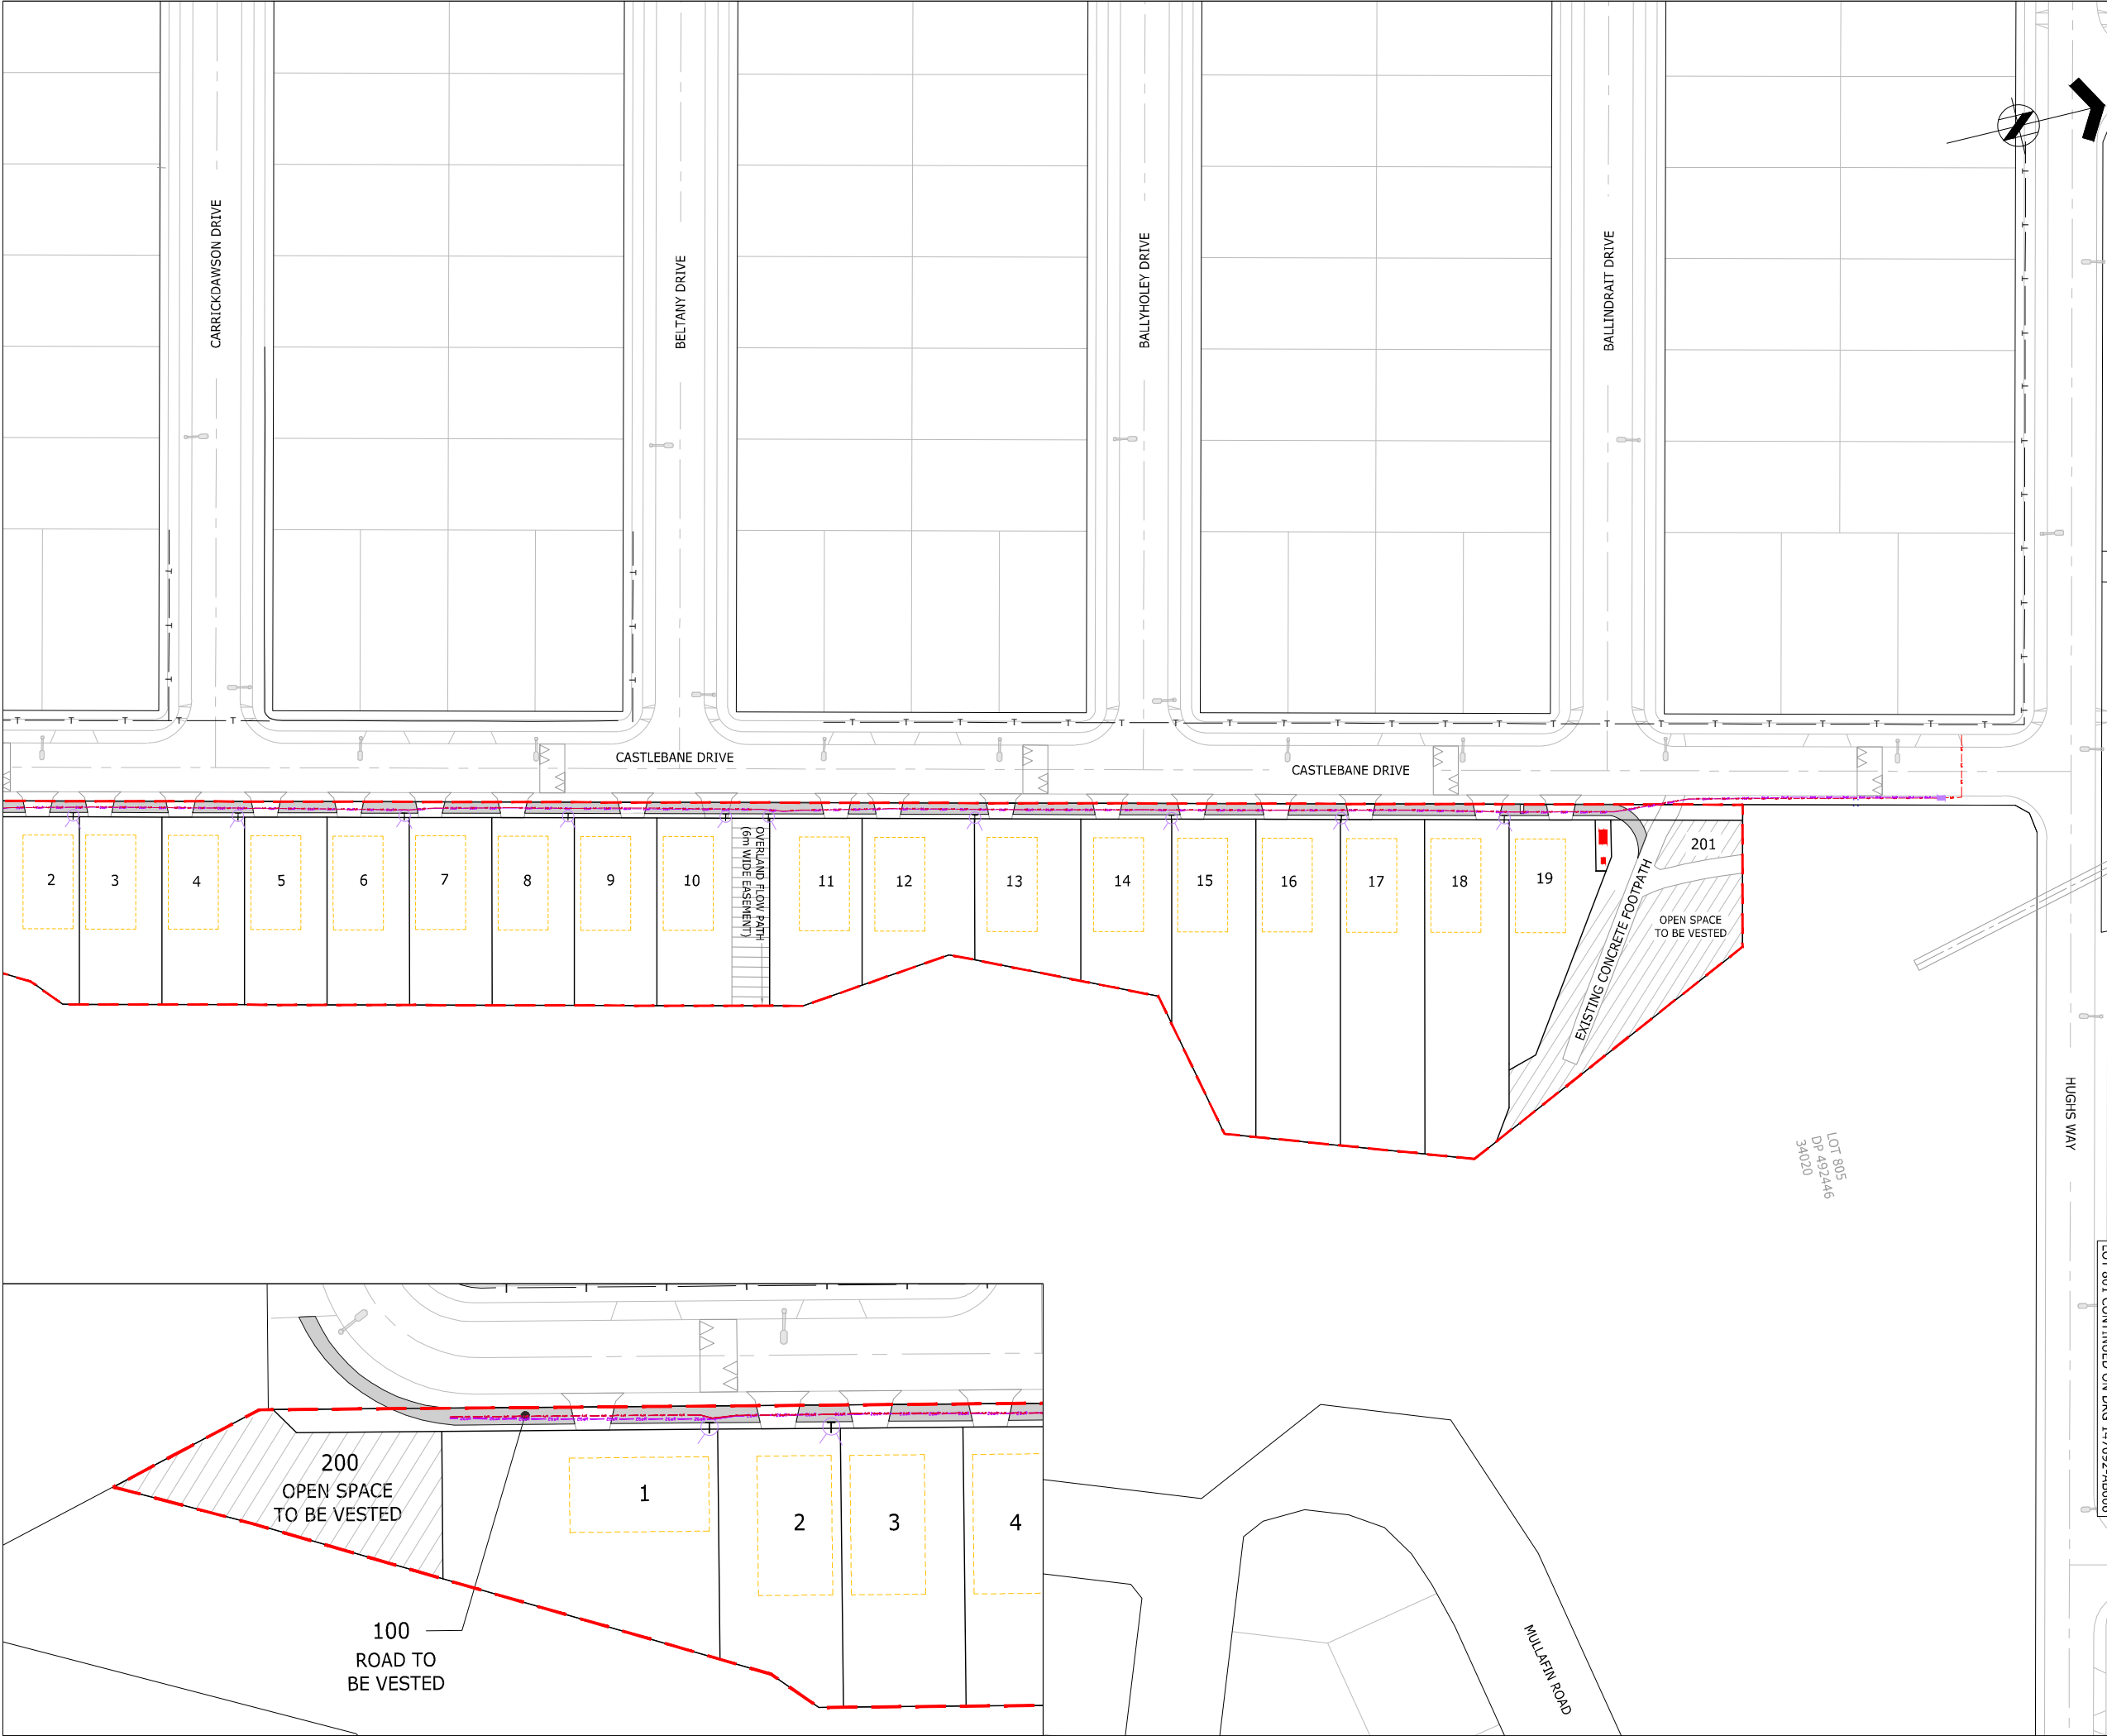 CARRICKDAWSON DRIVE
BELTANY DRIVE
BALLYHOLEY DRIVE
BALLINDRAIT DRIVE
CASTLEBANE DRIVE
CASTLEBANE DRIVE
2
3
4
5
6
7
8
9
10
OVERLAND FLOW PATH
(6m WIDE EASEMENT)
11
12
13
14
15
16
17
18
19
EXISTING CONCRETE FOOTPATH
201
OPEN SPACE
TO BE VESTED
HUGHS WAY
LOT 805
DP 492446
34020
200
OPEN SPACE
TO BE VESTED
1
2
3
4
100
ROAD TO
BE VESTED
MULLAFIN ROAD